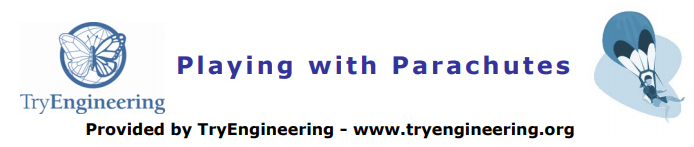 Playing with Parachutes
TryEngineering
Provided by TryEngineering - www.tryengineering.org